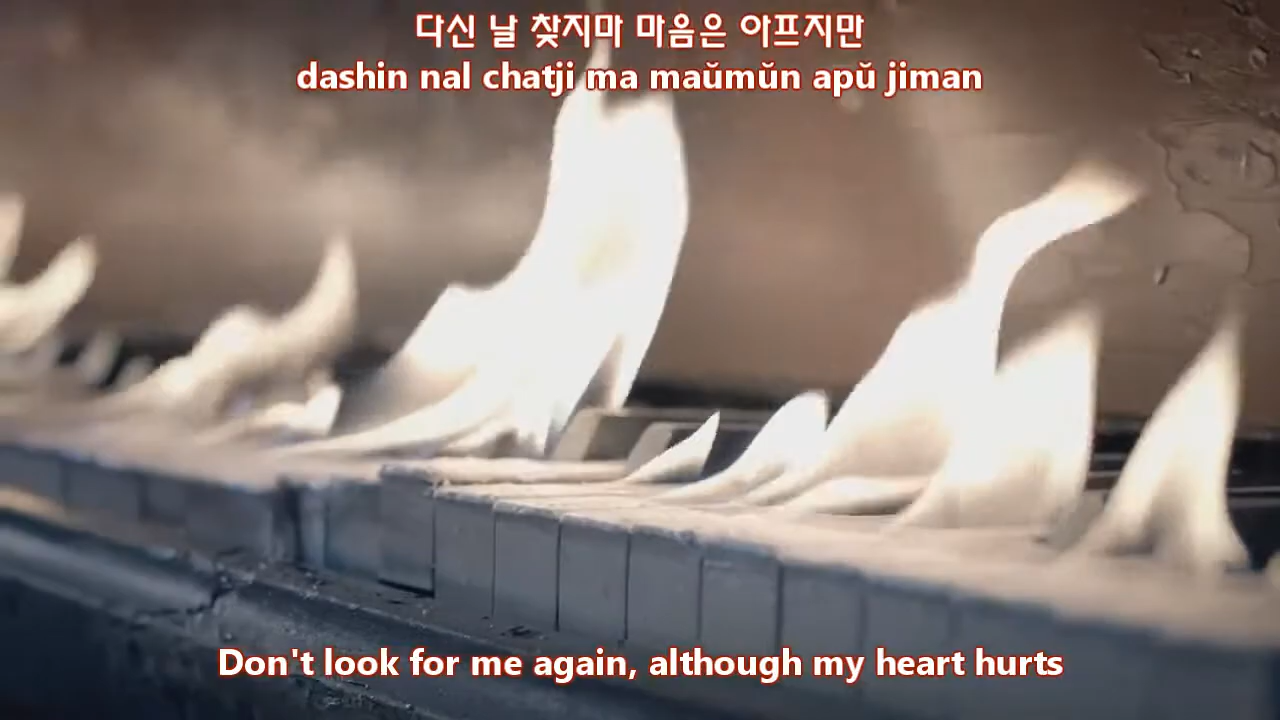 다신 날 찾지마 마음은 아프지만
dashin nal chatji ma maŭmŭn apŭ jiman
Don't look for me again, although my heart hurts